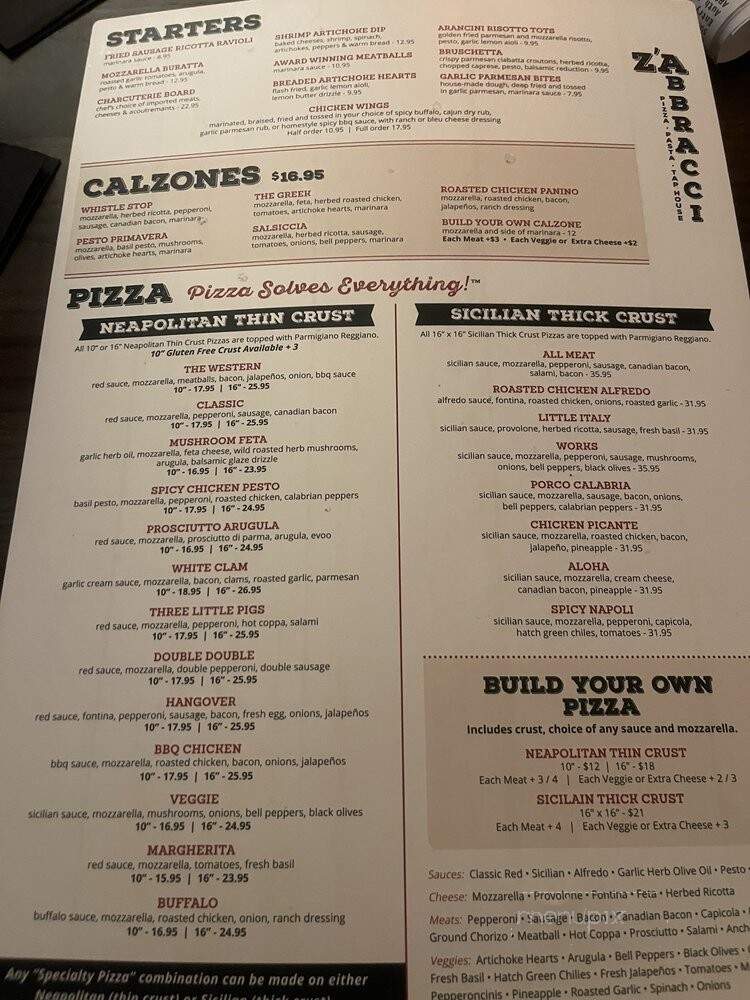 STARTERS
FRIED SAUSAGE RICOTTA RAVIOLI
marinara sauce - 8.95
MOZZARELLA BURATTA
roasted garlic tomatoes, arugula,
pesto & warm bread - 12.95
CHARCUTERIE BOARD
chef's choice of imported meats,
cheeses & acoutremants - 22.95
SHRIMP ARTICHOKE DIP
baked cheeses, shrimp, spinach,
artichokes, peppers & warm bread - 12.95
AWARD WINNING MEATBALLS
marinara sauce - 10.95
BREADED ARTICHOKE HEARTS
flash fried, garlic lemon aioli,
lemon butter drizzle - 9.95
ARANCINI RISOTTO TOTS
golden fried parmesan and mozzarella risotto,
pesto, garlic lemon aioli - 9.95
BRUSCHETTA
crispy parmesan ciabatta croutons, herbed ricotta,
chopped caprese, pesto, balsamic reduction - 9.95
GARLIC PARMESAN BITES
house-made dough, deep fried and tossed
in garlic parmesan, marinara sauce - 7.95
CHICKEN WINGS
marinated, braised, fried and tossed in your choice of spicy buffalo, cajun dry rub,
garlic parmesan rub, or homestyle spicy bbq sauce, with ranch or bleu cheese dressing
Half order 10.95 | Full order 17.95
Z'ABBRACCI
PIZZA • PASTA • TAP HOUSE
CALZONES $16.95
WHISTLE STOP
mozzarella, herbed ricotta, pepperoni,
sausage, canadian bacon, marinara
PESTO PRIMAVERA
mozzarella, basil pesto, mushrooms,
olives, artichoke hearts, marinara
THE GREEK
mozzarella, feta, herbed roasted chicken,
tomatoes, artichoke hearts, marinara
SALSICCIA
mozzarella, herbed ricotta, sausage,
tomatoes, onions, bell peppers, marinara
ROASTED CHICKEN PANINO
mozzarella, roasted chicken, bacon,
jalapeños, ranch dressing
BUILD YOUR OWN CALZONE
mozzarella and side of marinara - 12
Each Meat +$3 • Each Veggie or Extra Cheese +$2
PIZZA Pizza Solves Everything!™
NEAPOLITAN THIN CRUST
All 10" or 16" Neapolitan Thin Crust Pizzas are topped with Parmigiano Reggiano.
10" Gluten Free Crust Available + 3
THE WESTERN
red sauce, mozzarella, meatballs, bacon, jalapeños, onion, bbq sauce
10" - 17.95 | 16" - 25.95
CLASSIC
red sauce, mozzarella, pepperoni, sausage, canadian bacon
10" - 17.95 | 16" - 25.95
MUSHROOM FETA
garlic herb oil, mozzarella, feta cheese, wild roasted herb mushrooms,
arugula, balsamic glaze drizzle
10" - 16.95 | 16" - 23.95
SPICY CHICKEN PESTO
basil pesto, mozzarella, pepperoni, roasted chicken, calabrian peppers
10" - 17.95 | 16" - 24.95
PROSCIUTTO ARUGULA
red sauce, mozzarella, prosciutto di parma, arugula, evoo
10" - 16.95 | 16" - 24.95
WHITE CLAM
garlic cream sauce, mozzarella, bacon, clams, roasted garlic, parmesan
10" - 18.95 | 16" - 26.95
THREE LITTLE PIGS
red sauce, mozzarella, pepperoni, hot coppa, salami
10" - 17.95 | 16" - 25.95
DOUBLE DOUBLE
red sauce, mozzarella, double pepperoni, double sausage
10" - 17.95 | 16" - 25.95
HANGOVER
red sauce, fontina, pepperoni, sausage, bacon, fresh egg, onions, jalapeños
10" - 17.95 | 16" - 25.95
BBQ CHICKEN
bbq sauce, mozzarella, roasted chicken, bacon, onions, jalapeños
10" - 17.95 | 16" - 25.95
VEGGIE
sicilian sauce, mozzarella, mushrooms, onions, bell peppers, black olives
10" - 16.95 | 16" - 24.95
MARGHERITA
red sauce, mozzarella, tomatoes, fresh basil
10" - 15.95 | 16" - 23.95
BUFFALO
buffalo sauce, mozzarella, roasted chicken, onion, ranch dressing
10" - 16.95 | 16" - 24.95
Any "Specialty Pizza" combination can be made on either
Neapolitan (thin crust) or Sicilian (thick crust)
SICILIAN THICK CRUST
All 16" x 16" Sicilian Thick Crust Pizzas are topped with Parmigiano Reggiano.
ALL MEAT
sicilian sauce, mozzarella, pepperoni, sausage, canadian bacon,
salami, bacon - 35.95
ROASTED CHICKEN ALFREDO
alfredo sauce, fontina, roasted chicken, onions, roasted garlic - 31.95
LITTLE ITALY
sicilian sauce, provolone, herbed ricotta, sausage, fresh basil - 31.95
WORKS
sicilian sauce, mozzarella, pepperoni, sausage, mushrooms,
onions, bell peppers, black olives - 35.95
PORCO CALABRIA
sicilian sauce, mozzarella, sausage, bacon, onions,
bell peppers, calabrian peppers - 31.95
CHICKEN PICANTE
sicilian sauce, mozzarella, roasted chicken, bacon,
jalapeño, pineapple - 31.95
ALOHA
sicilian sauce, mozzarella, cream cheese,
canadian bacon, pineapple - 31.95
SPICY NAPOLI
sicilian sauce, mozzarella, pepperoni, capicola,
hatch green chiles, tomatoes - 31.95
BUILD YOUR OWN
PIZZA
Includes crust, choice of any sauce and mozzarella.
NEAPOLITAN THIN CRUST
10" - $12 | 16" - $18
Each Meat + 3 / 4 | Each Veggie or Extra Cheese + 2 / 3
SICILAIN THICK CRUST
16" x 16" - $21
Each Meat + 4 | Each Veggie or Extra Cheese + 3
Sauces: Classic Red • Sicilian • Alfredo • Garlic Herb Olive Oil • Pesto •
Cheese: Mozzarella • Provolone • Fontina • Feta • Herbed Ricotta
Meats: Pepperoni • Sausage • Bacon • Canadian Bacon • Capicola •
Ground Chorizo • Meatball • Hot Coppa • Prosciutto • Salami • Anch
Veggies: Artichoke Hearts • Arugula • Bell Peppers • Black Olives •
Fresh Basil • Hatch Green Chilies • Fresh Jalapeños • Tomatoes •
Pepperoncinis • Pineapple • Roasted Garlic • Spinach • Onions
menupix